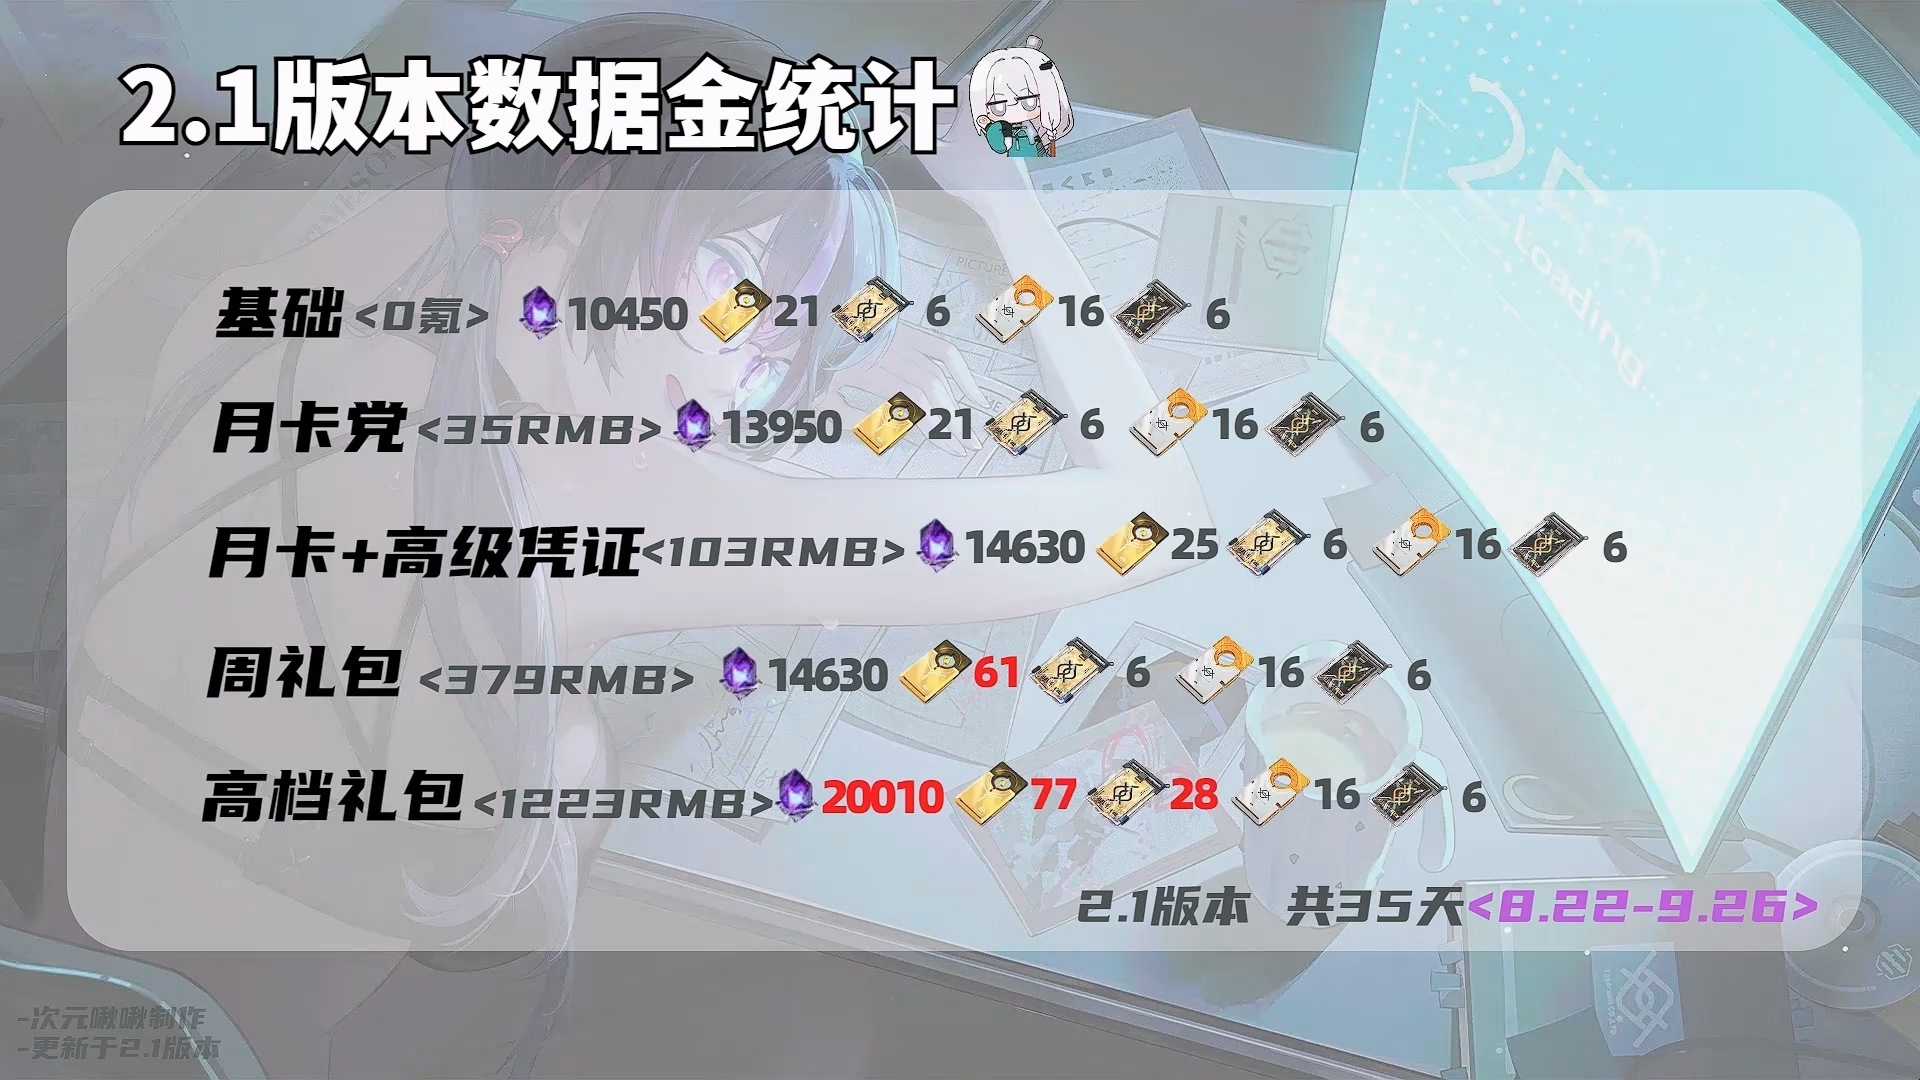 2.1版本数据金统计
基础<0氪> 10450 21 6 16 6
月卡党<35RMB> 13950 21 6 16 6
月卡+高级凭证<103RMB> 14630 25 6 16 6
周礼包<379RMB> 14630 61 6 16 6
高档礼包<1223RMB> 20010 77 28 16 6
2.1版本 共35天<8.22-9.26>
-次元啾啾制作
-更新于2.1版本
PICTURE
Loading